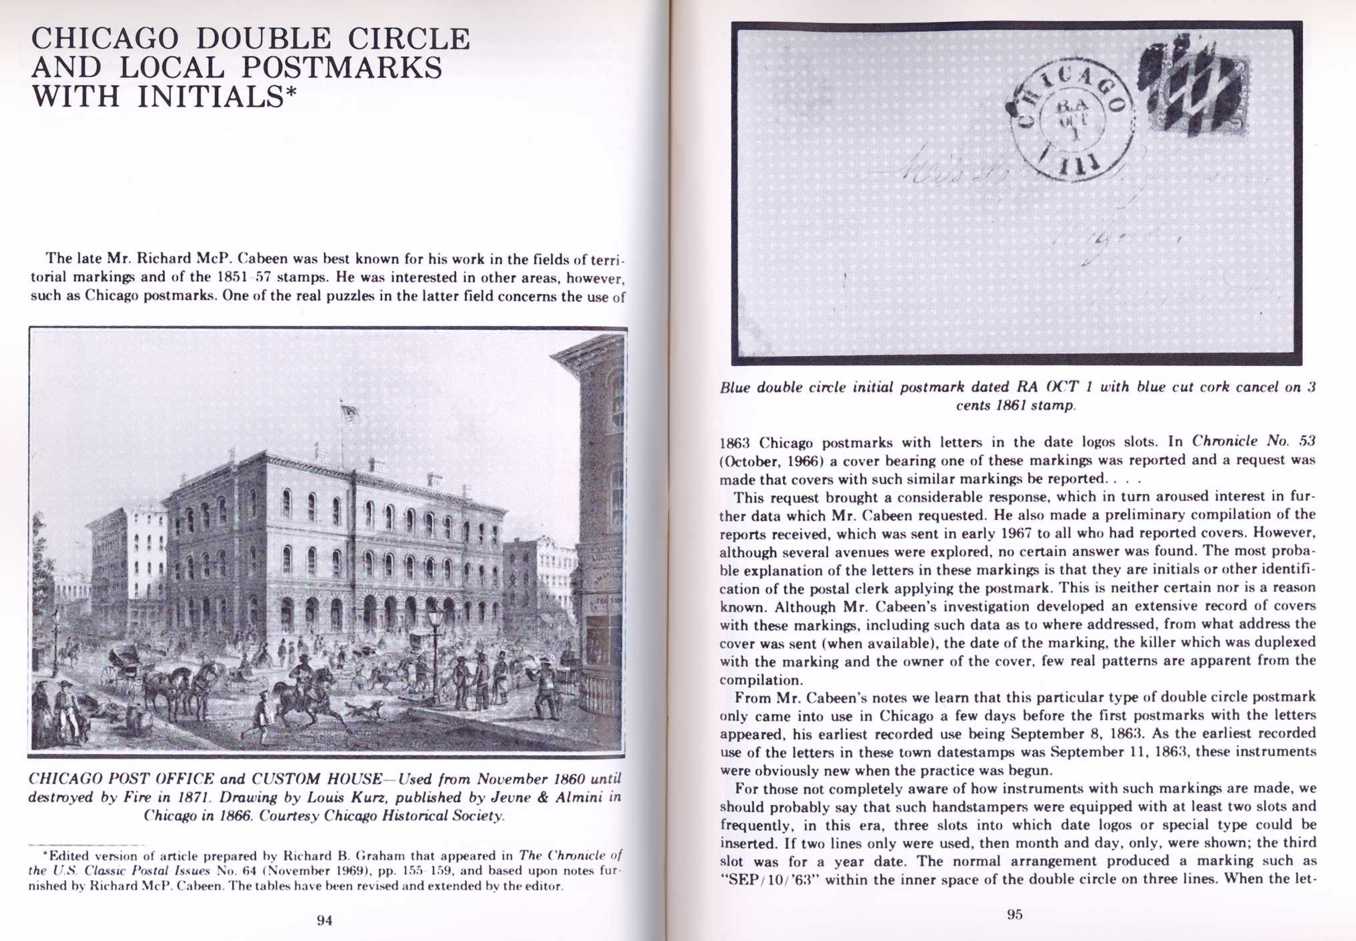 CHICAGO DOUBLE CIRCLE
AND LOCAL POSTMARKS
WITH INITIALS*
The late Mr. Richard McP. Cabeen was best known for his work in the fields of terri-
torial markings and of the 1851-57 stamps. He was interested in other areas, however,
such as Chicago postmarks. One of the real puzzles in the latter field concerns the use of
CHICAGO POST OFFICE and CUSTOM HOUSE—Used from November 1860 until
destroyed by Fire in 1871. Drawing by Louis Kurz, published by Jevne & Almini in
Chicago in 1866. Courtesy Chicago Historical Society.
*Edited version of article prepared by Richard B. Graham that appeared in The Chronicle of
the U.S. Classic Postal Issues No. 64 (November 1969), pp. 155-159, and based upon notes fur-
nished by Richard McP. Cabeen. The tables have been revised and extended by the editor.
94
CHICAGO
R.A
OCT
1
Ill
Blue double circle initial postmark dated RA OCT 1 with blue cut cork cancel on 3
cents 1861 stamp.
1863 Chicago postmarks with letters in the date logos slots. In Chronicle No. 53
(October, 1966) a cover bearing one of these markings was reported and a request was
made that covers with such similar markings be reported. . . .
This request brought a considerable response, which in turn aroused interest in fur-
ther data which Mr. Cabeen requested. He also made a preliminary compilation of the
reports received, which was sent in early 1967 to all who had reported covers. However,
although several avenues were explored, no certain answer was found. The most proba-
ble explanation of the letters in these markings is that they are initials or other identifi-
cation of the postal clerk applying the postmark. This is neither certain nor is a reason
known. Although Mr. Cabeen's investigation developed an extensive record of covers
with these markings, including such data as to where addressed, from what address the
cover was sent (when available), the date of the marking, the killer which was duplexed
with the marking and the owner of the cover, few real patterns are apparent from the
compilation.
From Mr. Cabeen's notes we learn that this particular type of double circle postmark
only came into use in Chicago a few days before the first postmarks with the letters
appeared, his earliest recorded use being September 8, 1863. As the earliest recorded
use of the letters in these town datestamps was September 11, 1863, these instruments
were obviously new when the practice was begun.
For those not completely aware of how instruments with such markings are made, we
should probably say that such handstampers were equipped with at least two slots and
frequently, in this era, three slots into which date logos or special type could be
inserted. If two lines only were used, then month and day, only, were shown; the third
slot was for a year date. The normal arrangement produced a marking such as
"SEP/10/'63" within the inner space of the double circle on three lines. When the let-
95